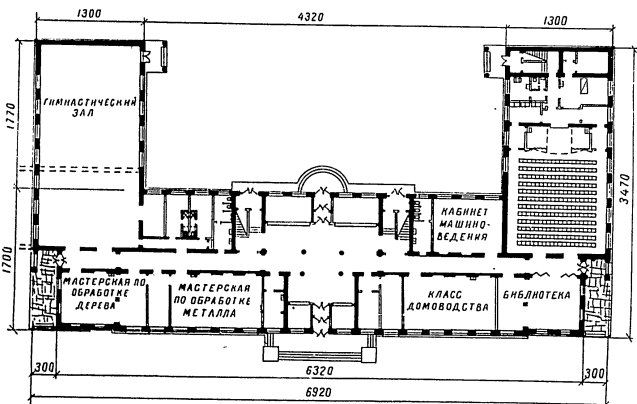 1300
4320
1300
ГИМНАСТИЧЕСКИЙ
ЗАЛ
1770
3470
КАБИНЕТ
МАШИНО-
ВЕДЕНИЯ
1700
МАСТЕРСКАЯ ПО
ОБРАБОТКЕ
ДЕРЕВА
МАСТЕРСКАЯ
ПО ОБРАБОТКЕ
МЕТАЛЛА
КЛАСС
ДОМОВОДСТВА
БИБЛИОТЕКА
300
6320
300
6920